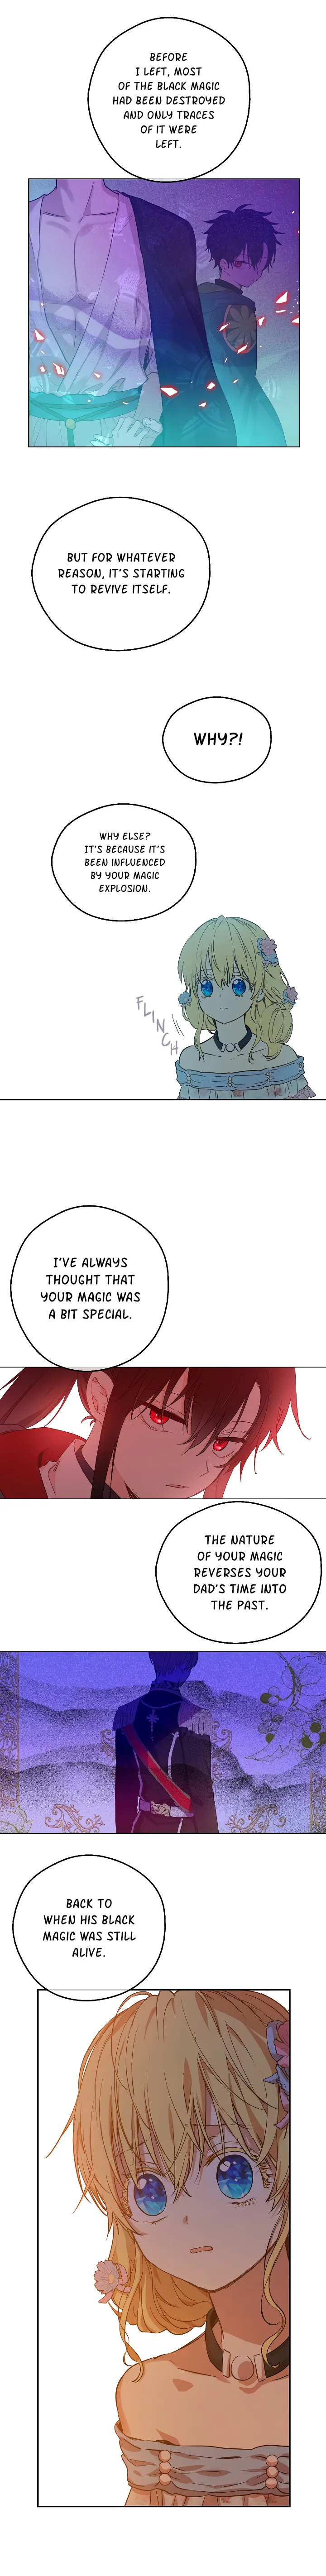 BEFORE
I LEFT, MOST
OF THE BLACK MAGIC
HAD BEEN DESTROYED
AND ONLY TRACES
OF IT WERE
LEFT.
BUT FOR WHATEVER
REASON, IT'S STARTING
TO REVIVE ITSELF.
WHY?!
WHY ELSE?
IT'S BECAUSE IT'S
BEEN INFLUENCED
BY YOUR MAGIC
EXPLOSION.
FLINCH
I'VE ALWAYS
THOUGHT THAT
YOUR MAGIC WAS
A BIT SPECIAL.
THE NATURE
OF YOUR MAGIC
REVERSES YOUR
DAD'S TIME INTO
THE PAST.
BACK TO
WHEN HIS BLACK
MAGIC WAS STILL
ALIVE.